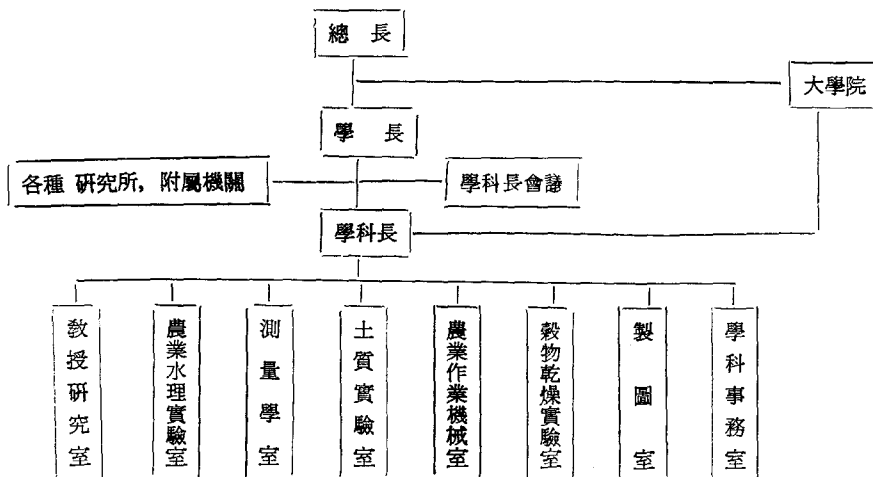 總 長
大學院
學 長
各種 硏究所, 附屬機關
學科長會議
學科長
敎授硏究室
農業水理實驗室
測量學室
土質實驗室
農業作業機械室
穀物乾燥實驗室
製圖室
學科事務室